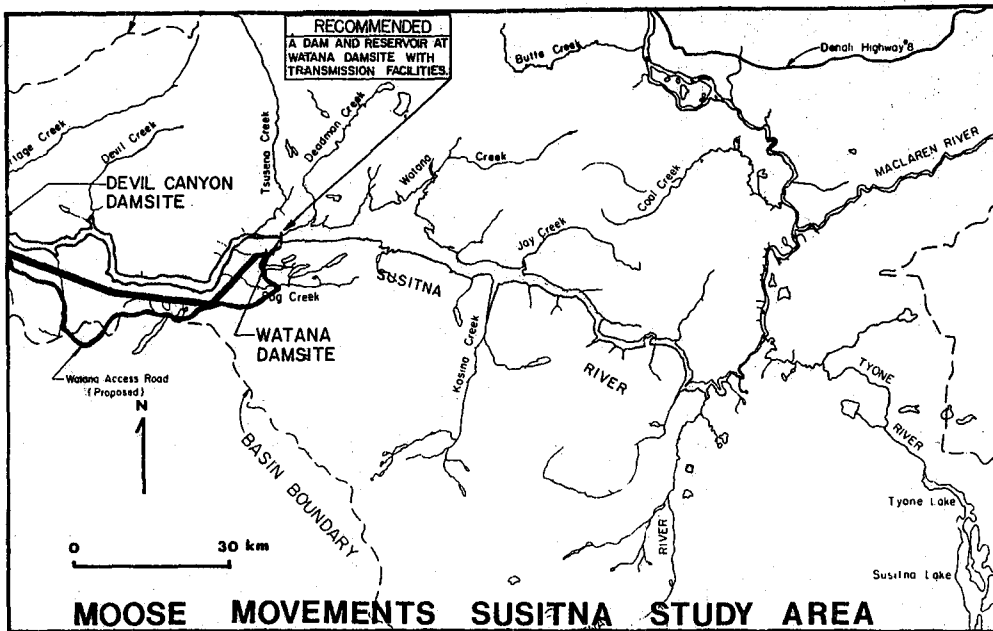 RECOMMENDED
A DAM AND RESERVOIR AT
WATANA DAMSITE WITH
TRANSMISSION FACILITIES.
Butte Creek
Denali Highway #8
Devil Creek
Creek
Tsusena Creek
Deadman Creek
Watana
Creek
Coal Creek
MACLAREN RIVER
DEVIL CANYON
DAMSITE
Jay Creek
SUSITNA
Creek
WATANA
DAMSITE
Kosina Creek
RIVER
TYONE
RIVER
Watana Access Road
(Proposed)
N
BASIN BOUNDARY
Tyone Lake
RIVER
0 30 km
Susitna Lake
MOOSE MOVEMENTS SUSITNA STUDY AREA